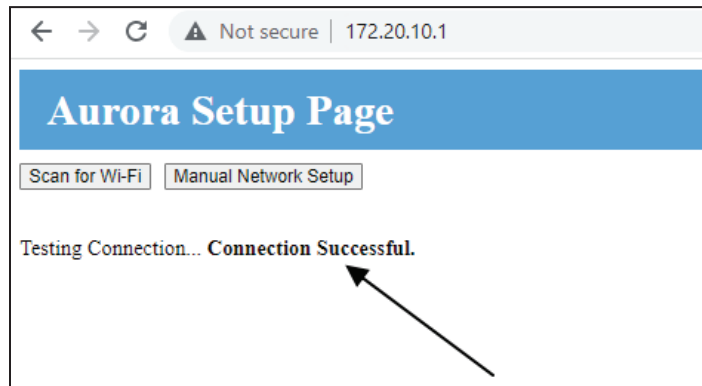 Not secure | 172.20.10.1
Aurora Setup Page
Scan for Wi-Fi Manual Network Setup
Testing Connection... Connection Successful.